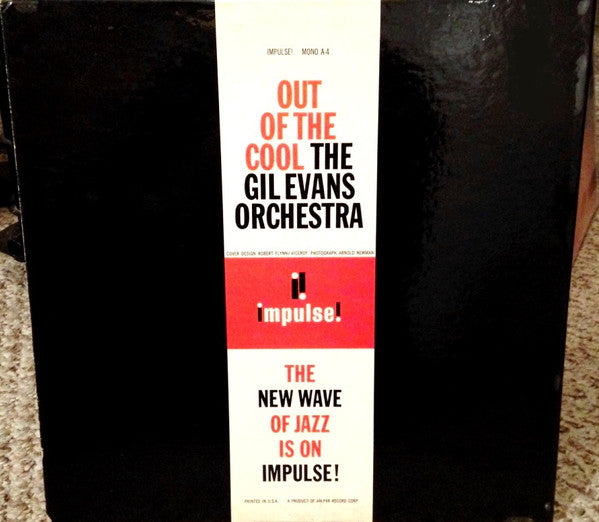 IMPULSE! MONO A-4
OUT
OF THE
COOL THE
GIL EVANS
ORCHESTRA
COVER DESIGN: ROBERT FLYNN/VICEROY PHOTOGRAPH: ARNOLD NEWMAN
i!
impulse!
THE
NEW WAVE
OF JAZZ
IS ON
IMPULSE!
PRINTED IN U.S.A. A PRODUCT OF AM-PAR RECORD CORP.